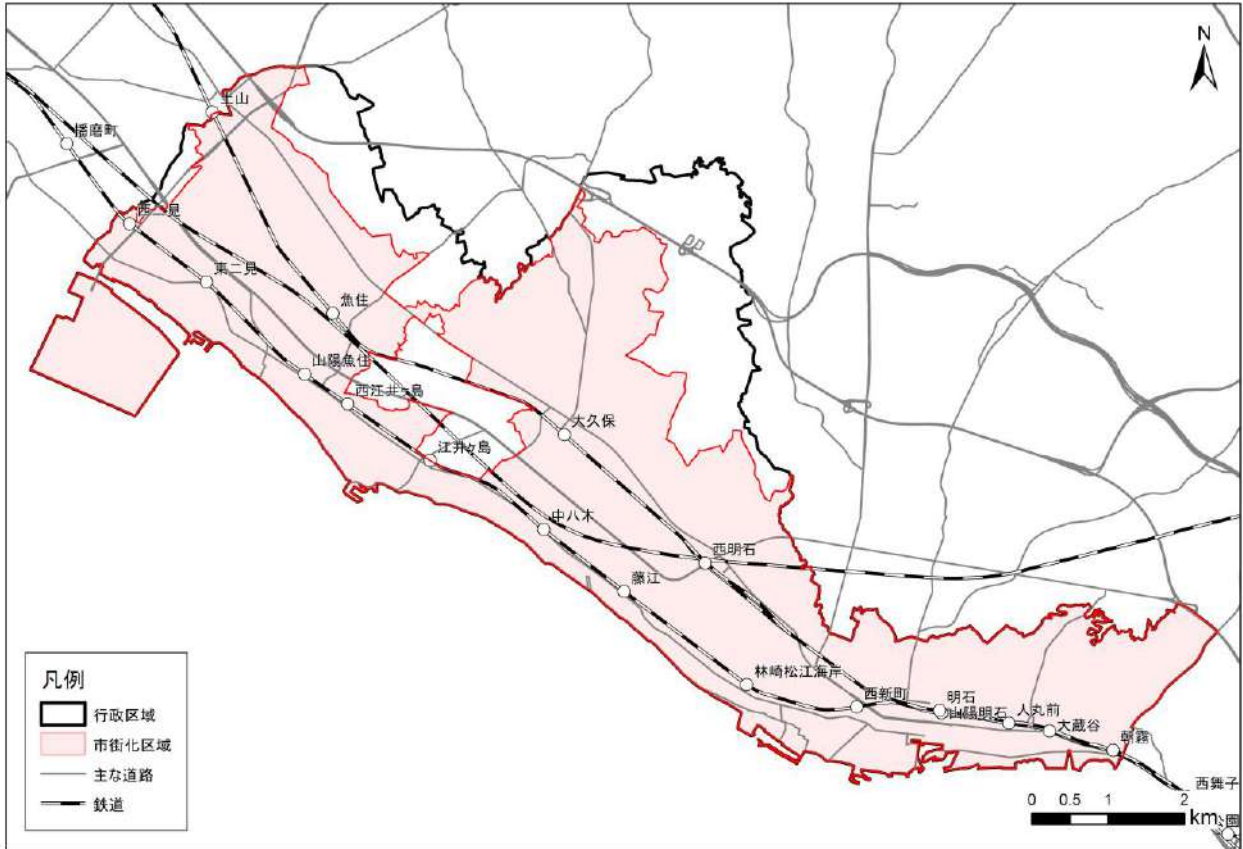 N
土山
播磨町
西二見
東二見
魚住
山陽魚住
西江井ヶ島
大久保
江井ヶ島
中八木
西明石
藤江
林崎松江海岸
西新町
明石
山陽明石
人丸前
大蔵谷
朝霧
西舞子
公園
凡例
行政区域
市街化区域
主な道路
鉄道
0 0.5 1 2
km